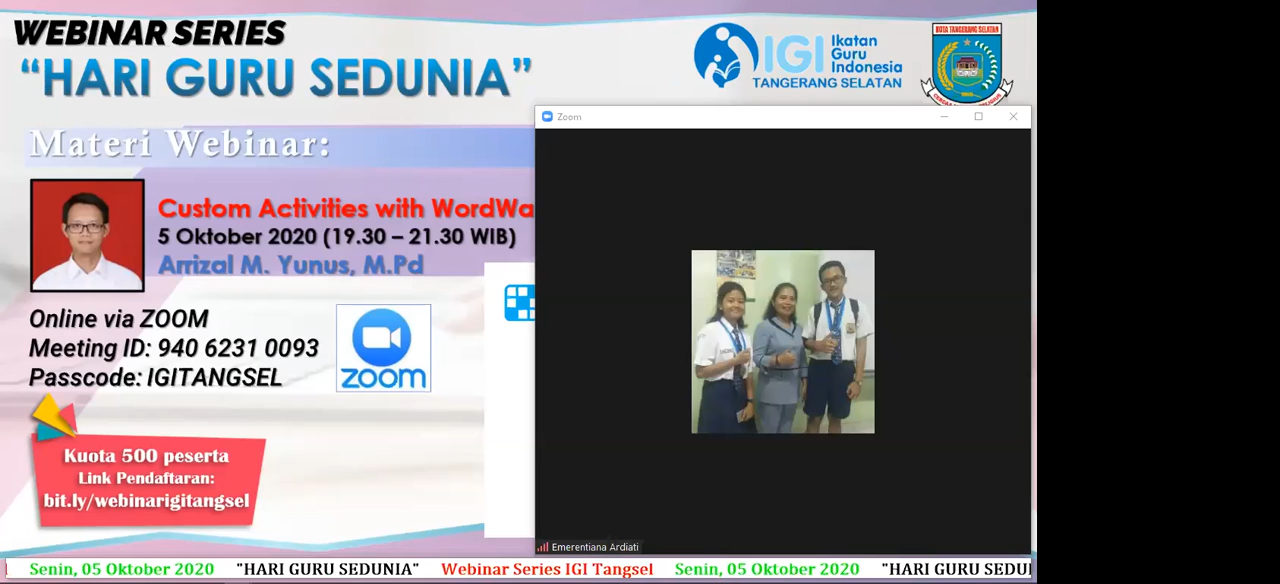 WEBINAR SERIES
“HARI GURU SEDUNIA”
IGI Ikatan
Guru
Indonesia
TANGERANG SELATAN
KOTA TANGERANG SELATAN
Materi Webinar:
Zoom
Custom Activities with WordWa
5 Oktober 2020 (19.30 – 21.30 WIB)
Arrizal M. Yunus, M.Pd
Online via ZOOM
Meeting ID: 940 6231 0093
Passcode: IGITANGSEL
zoom
Kuota 500 peserta
Link Pendaftaran:
bit.ly/webinarigitangsel
Emerentiana Ardiati
Senin, 05 Oktober 2020 "HARI GURU SEDUNIA" Webinar Series IGI Tangsel Senin, 05 Oktober 2020 "HARI GURU SEDU